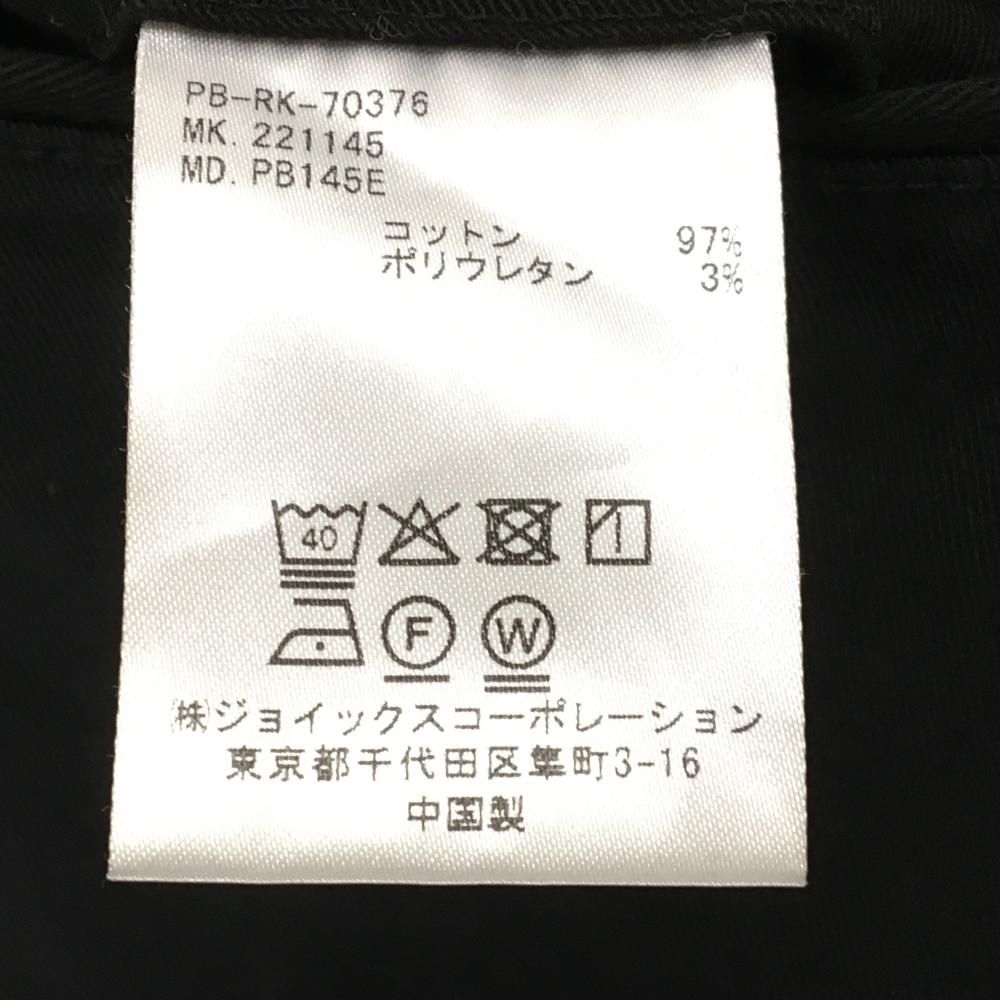 PB-RK-70376
MK. 221145
MD. PB145E
コットン 97%
ポリウレタン 3%
40
F W
㈱ジョイックスコーポレーション
東京都千代田区隼町3-16
中国製